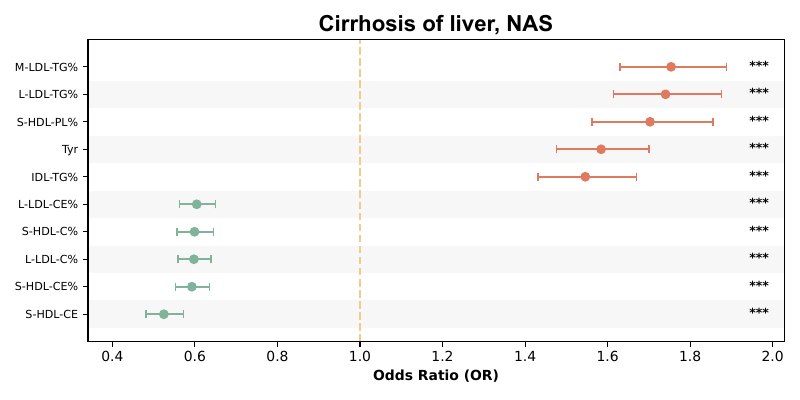 Cirrhosis of liver, NAS
M-LDL-TG% ***
L-LDL-TG% ***
S-HDL-PL% ***
Tyr ***
IDL-TG% ***
L-LDL-CE% ***
S-HDL-C% ***
L-LDL-C% ***
S-HDL-CE% ***
S-HDL-CE ***
0.4 0.6 0.8 1.0 1.2 1.4 1.6 1.8 2.0
Odds Ratio (OR)